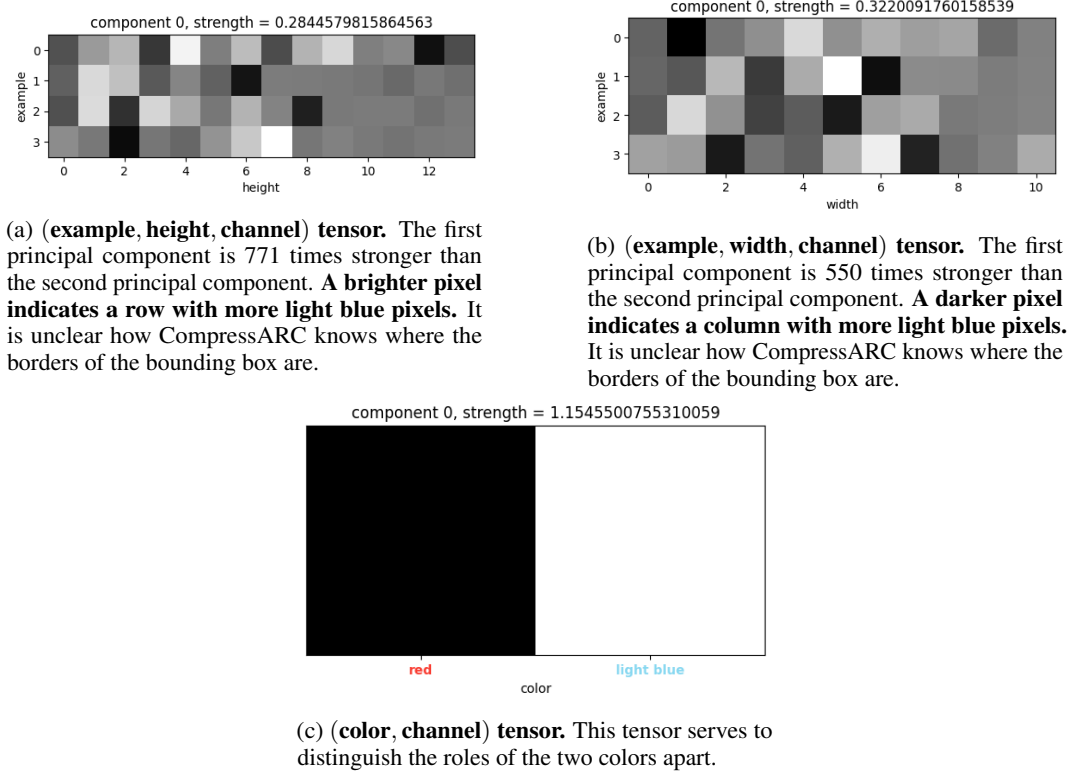 component 0, strength = 0.2844579815864563
example
0
1
2
3
0 2 4 6 8 10 12
height
(a) (example, height, channel) tensor. The first
principal component is 771 times stronger than
the second principal component. A brighter pixel
indicates a row with more light blue pixels. It
is unclear how CompressARC knows where the
borders of the bounding box are.
component 0, strength = 0.3220091760158539
example
0
1
2
3
0 2 4 6 8 10
width
(b) (example, width, channel) tensor. The first
principal component is 550 times stronger than
the second principal component. A darker pixel
indicates a column with more light blue pixels.
It is unclear how CompressARC knows where the
borders of the bounding box are.
component 0, strength = 1.1545500755310059
red light blue
color
(c) (color, channel) tensor. This tensor serves to
distinguish the roles of the two colors apart.